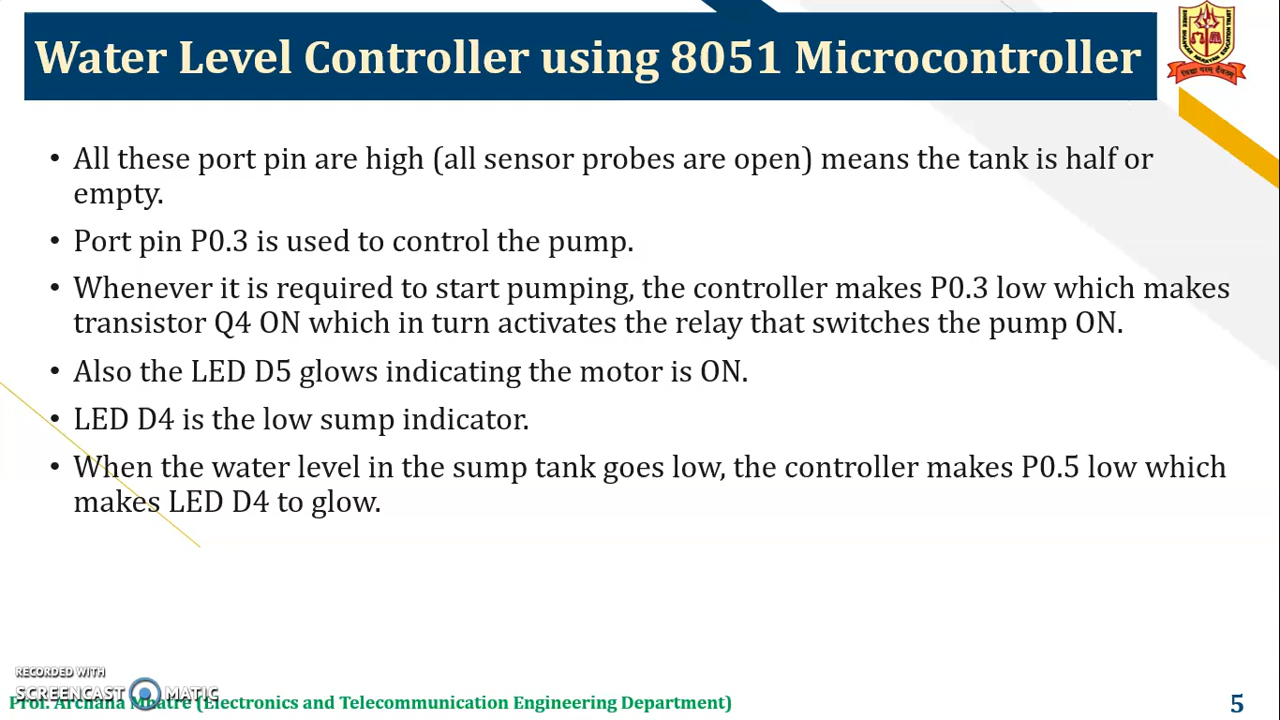 Water Level Controller using 8051 Microcontroller
• All these port pin are high (all sensor probes are open) means the tank is half or
empty.
• Port pin P0.3 is used to control the pump.
• Whenever it is required to start pumping, the controller makes P0.3 low which makes
transistor Q4 ON which in turn activates the relay that switches the pump ON.
• Also the LED D5 glows indicating the motor is ON.
• LED D4 is the low sump indicator.
• When the water level in the sump tank goes low, the controller makes P0.5 low which
makes LED D4 to glow.
RECORDED WITH
SCREENCAST MATIC
Prof. Archana Mhatre (Electronics and Telecommunication Engineering Department)
5